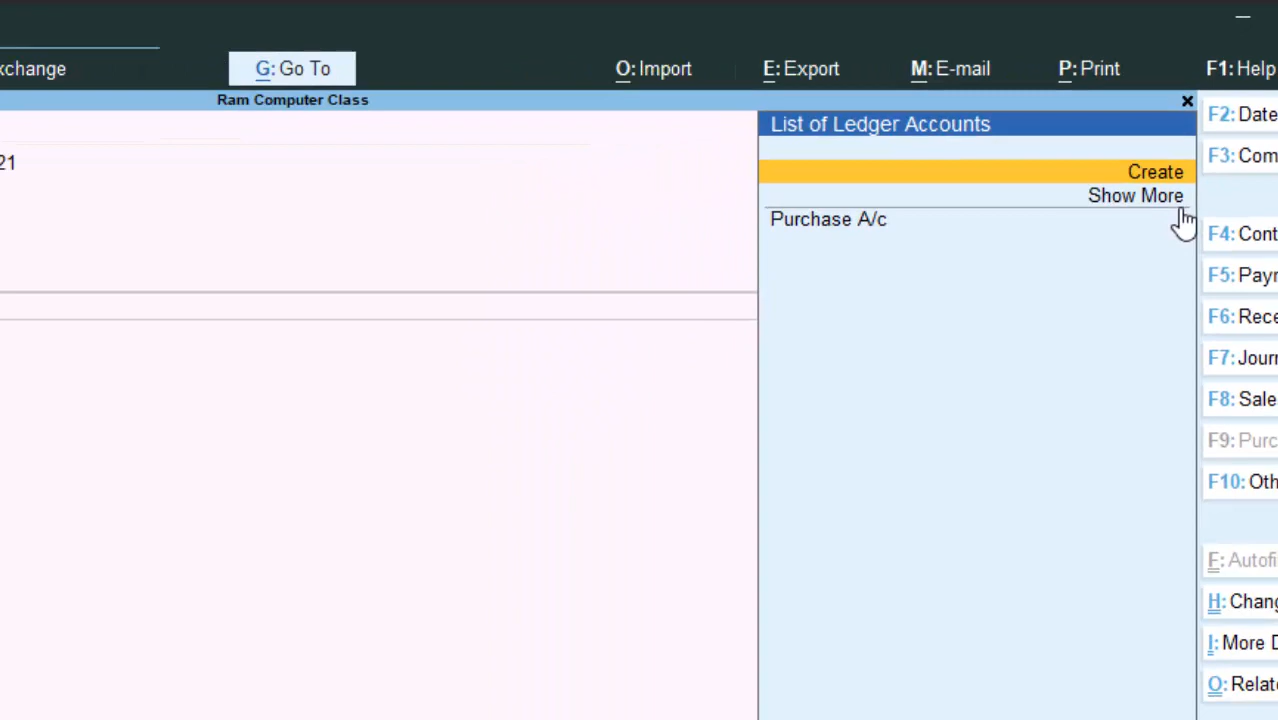 xchange
G: Go To
O: Import
E: Export
M: E-mail
P: Print
F1: Help
Ram Computer Class
21
List of Ledger Accounts
Create
Show More
Purchase A/c
F2: Date
F3: Com
F4: Cont
F5: Payr
F6: Rece
F7: Jour
F8: Sale
F9: Purc
F10: Oth
F: Autofi
H: Chang
I: More D
O: Relate